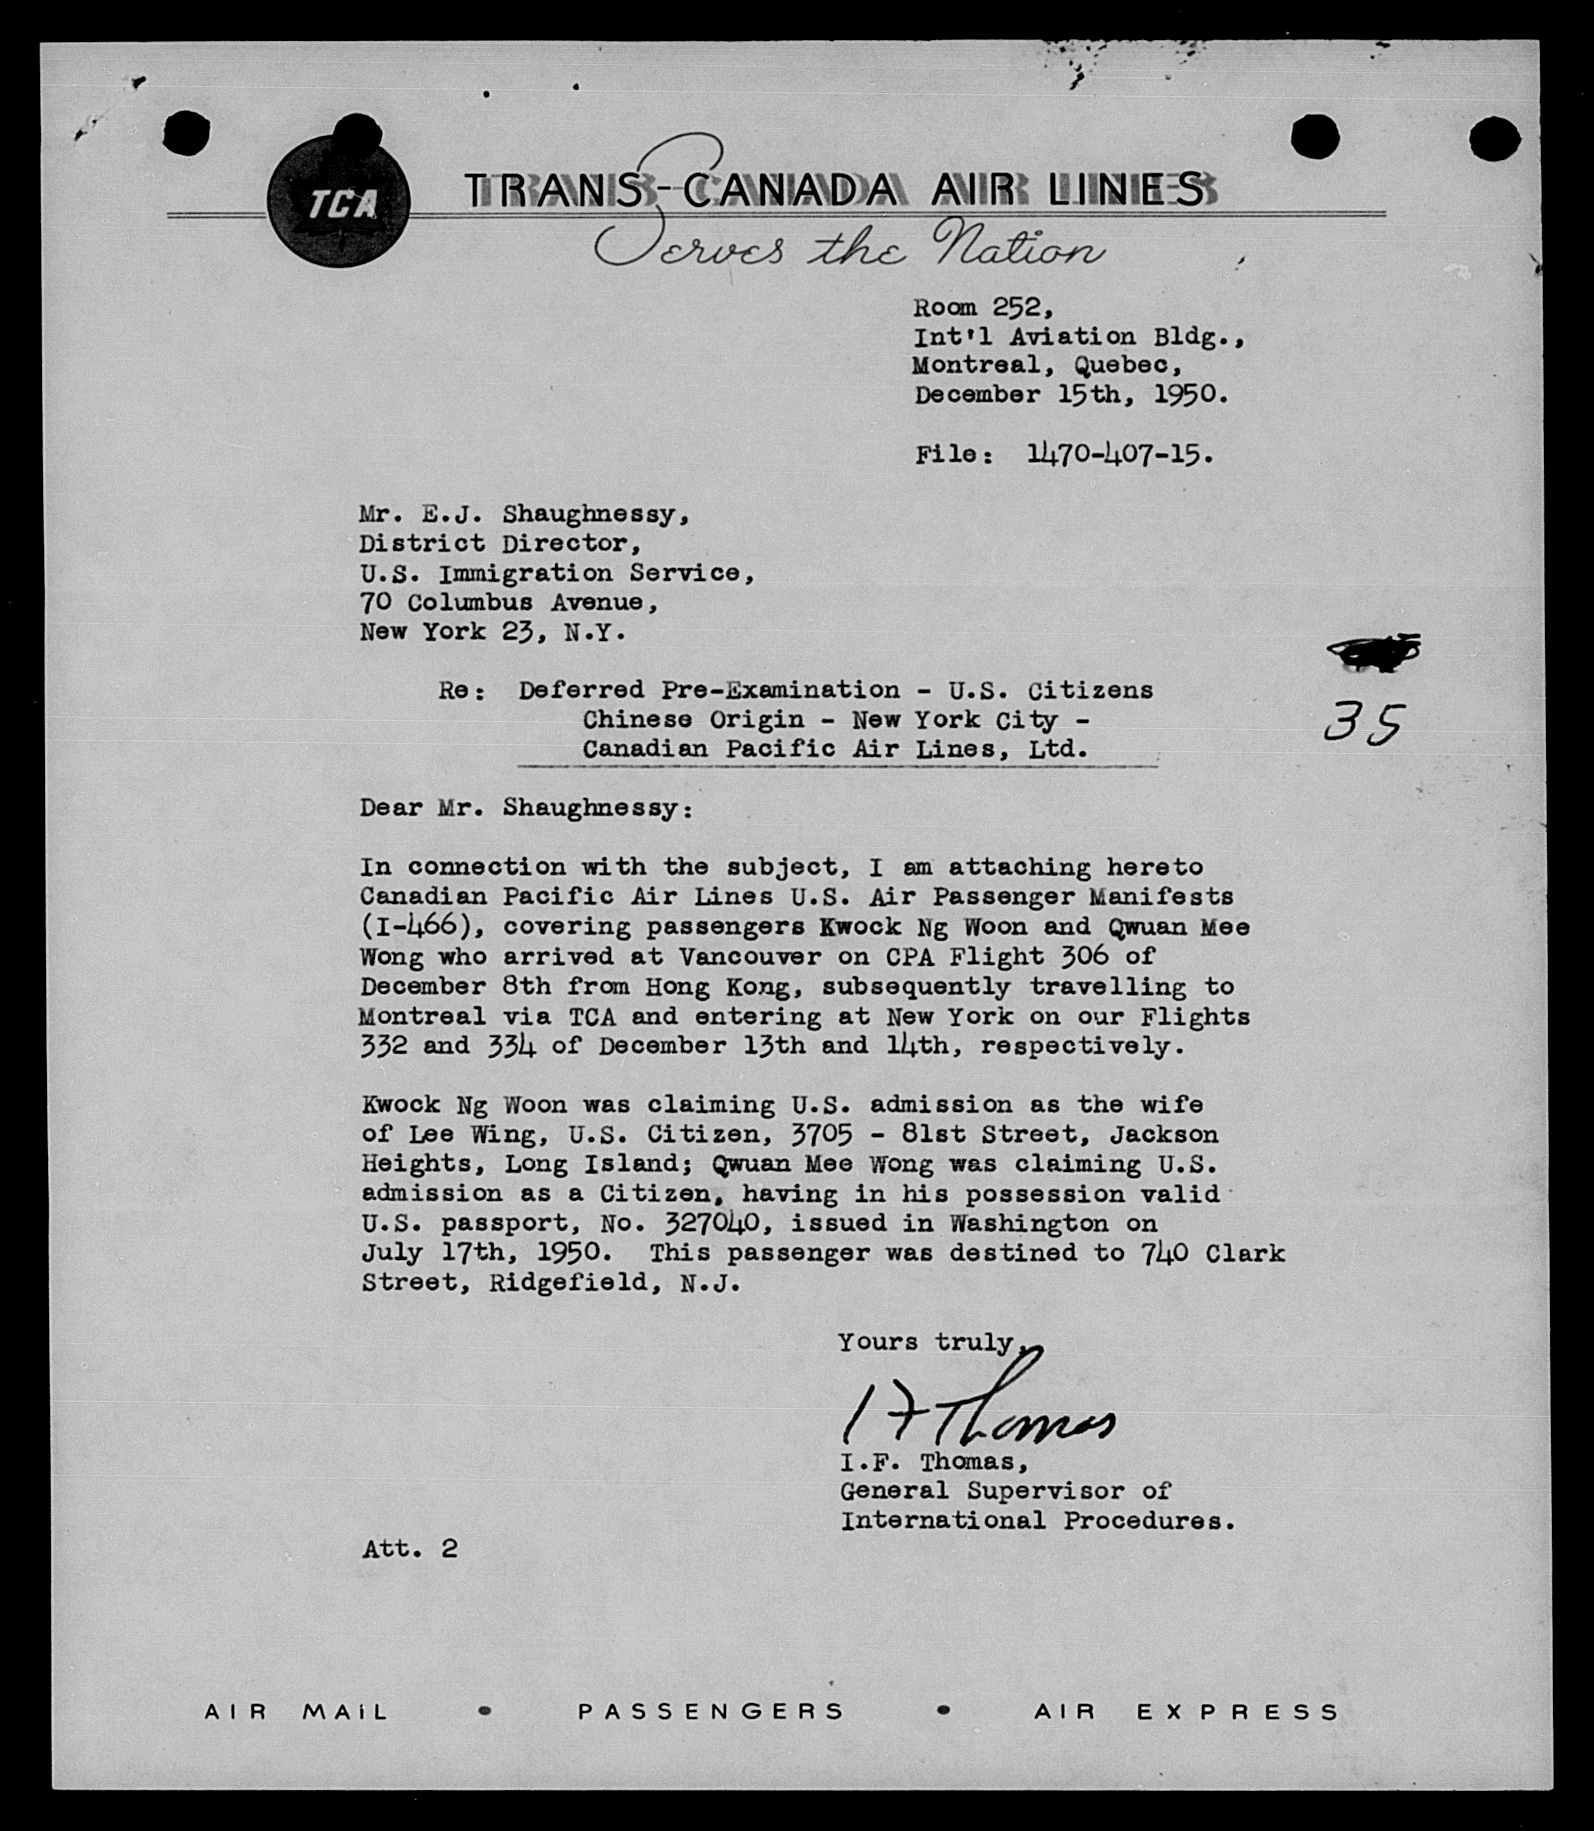 TCA
TRANS-CANADA AIR LINES
Serves the Nation
Room 252,
Int'l Aviation Bldg.,
Montreal, Quebec,
December 15th, 1950.
File: 1470-407-15.
Mr. E.J. Shaughnessy,
District Director,
U.S. Immigration Service,
70 Columbus Avenue,
New York 23, N.Y.
Re: Deferred Pre-Examination - U.S. Citizens
Chinese Origin - New York City -
Canadian Pacific Air Lines, Ltd.
35
Dear Mr. Shaughnessy:
In connection with the subject, I am attaching hereto
Canadian Pacific Air Lines U.S. Air Passenger Manifests
(I-466), covering passengers Kwock Ng Woon and Qwuan Mee
Wong who arrived at Vancouver on CPA Flight 306 of
December 8th from Hong Kong, subsequently travelling to
Montreal via TCA and entering at New York on our Flights
332 and 334 of December 13th and 14th, respectively.
Kwock Ng Woon was claiming U.S. admission as the wife
of Lee Wing, U.S. Citizen, 3705 - 81st Street, Jackson
Heights, Long Island; Qwuan Mee Wong was claiming U.S.
admission as a Citizen, having in his possession valid
U.S. passport, No. 327040, issued in Washington on
July 17th, 1950. This passenger was destined to 740 Clark
Street, Ridgefield, N.J.
Yours truly,
I F Thomas
I.F. Thomas,
General Supervisor of
International Procedures.
Att. 2
AIR MAIL • PASSENGERS • AIR EXPRESS